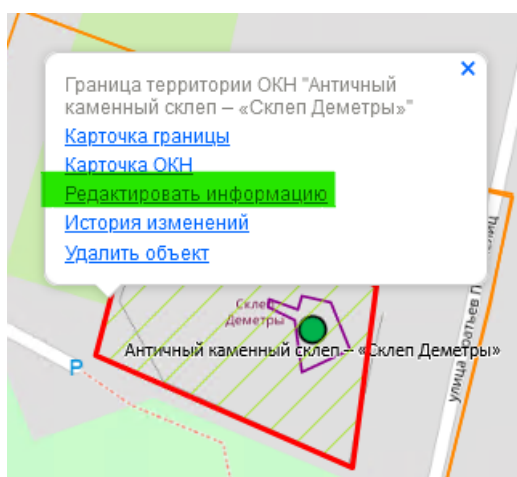 Граница территории ОКН "Античный
каменный склеп – «Склеп Деметры»"
Карточка границы
Карточка ОКН
Редактировать информацию
История изменений
Удалить объект
Склеп
Деметры
Античный каменный склеп – «Склеп Деметры»
P
улица